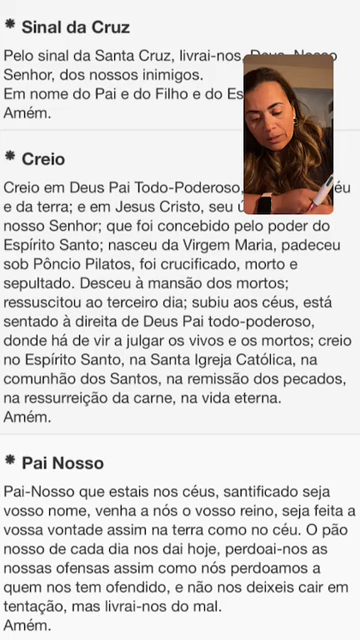 Sinal da Cruz
Pelo sinal da Santa Cruz, livrai-nos, Deus, Nosso
Senhor, dos nossos inimigos.
Em nome do Pai e do Filho e do
Amém.
Creio
Creio em Deus Pai Todo-Poderoso,
e da terra; e em Jesus Cristo, seu
nosso Senhor; que foi concebido pelo poder do
Espírito Santo; nasceu da Virgem Maria, padeceu
sob Pôncio Pilatos, foi crucificado, morto e
sepultado. Desceu à mansão dos mortos;
ressuscitou ao terceiro dia; subiu aos céus, está
sentado à direita de Deus Pai todo-poderoso,
donde há de vir a julgar os vivos e os mortos; creio
no Espírito Santo, na Santa Igreja Católica, na
comunhão dos Santos, na remissão dos pecados,
na ressurreição da carne, na vida eterna.
Amém.
Pai Nosso
Pai-Nosso que estais nos céus, santificado seja
vosso nome, venha a nós o vosso reino, seja feita a
vossa vontade assim na terra como no céu. O pão
nosso de cada dia nos dai hoje, perdoai-nos as
nossas ofensas assim como nós perdoamos a
quem nos tem ofendido, e não nos deixeis cair em
tentação, mas livrai-nos do mal.
Amém.